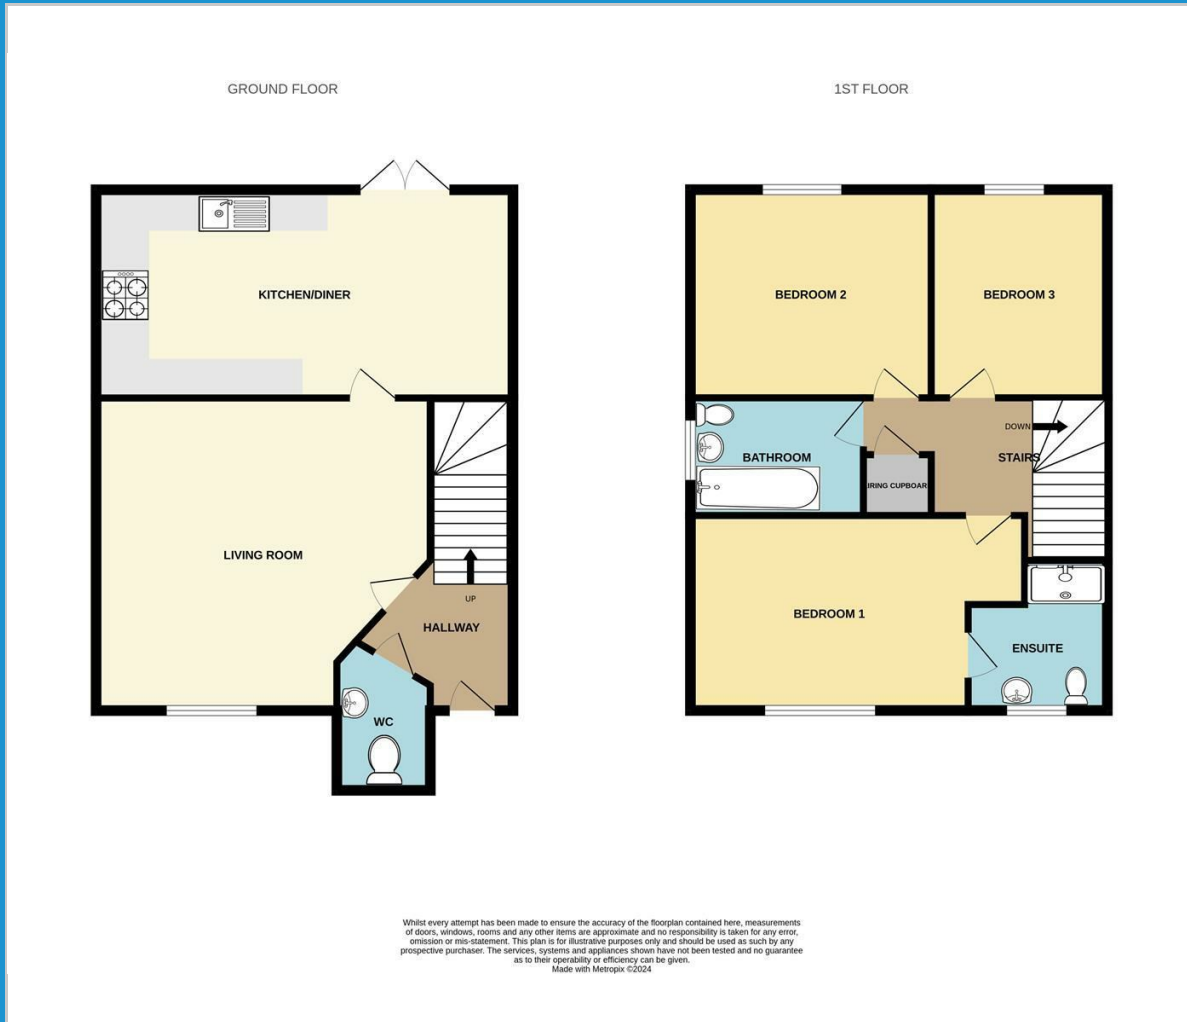 GROUND FLOOR
1ST FLOOR
KITCHEN/DINER
BEDROOM 2
BEDROOM 3
DOWN
STAIRS
BATHROOM
IRING CUPBOAR
LIVING ROOM
UP
HALLWAY
BEDROOM 1
ENSUITE
WC
Whilst every attempt has been made to ensure the accuracy of the floorplan contained here, measurements
of doors, windows, rooms and any other items are approximate and no responsibility is taken for any error,
omission or mis-statement. This plan is for illustrative purposes only and should be used as such by any
prospective purchaser. The services, systems and appliances shown have not been tested and no guarantee
as to their operability or efficiency can be given.
Made with Metropix ©2024